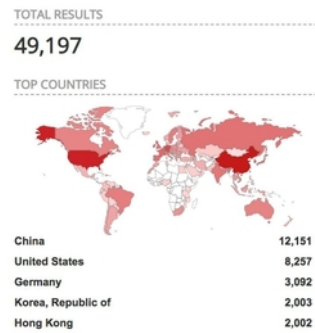 TOTAL RESULTS
49,197
TOP COUNTRIES
China 12,151
United States 8,257
Germany 3,092
Korea, Republic of 2,003
Hong Kong 2,002